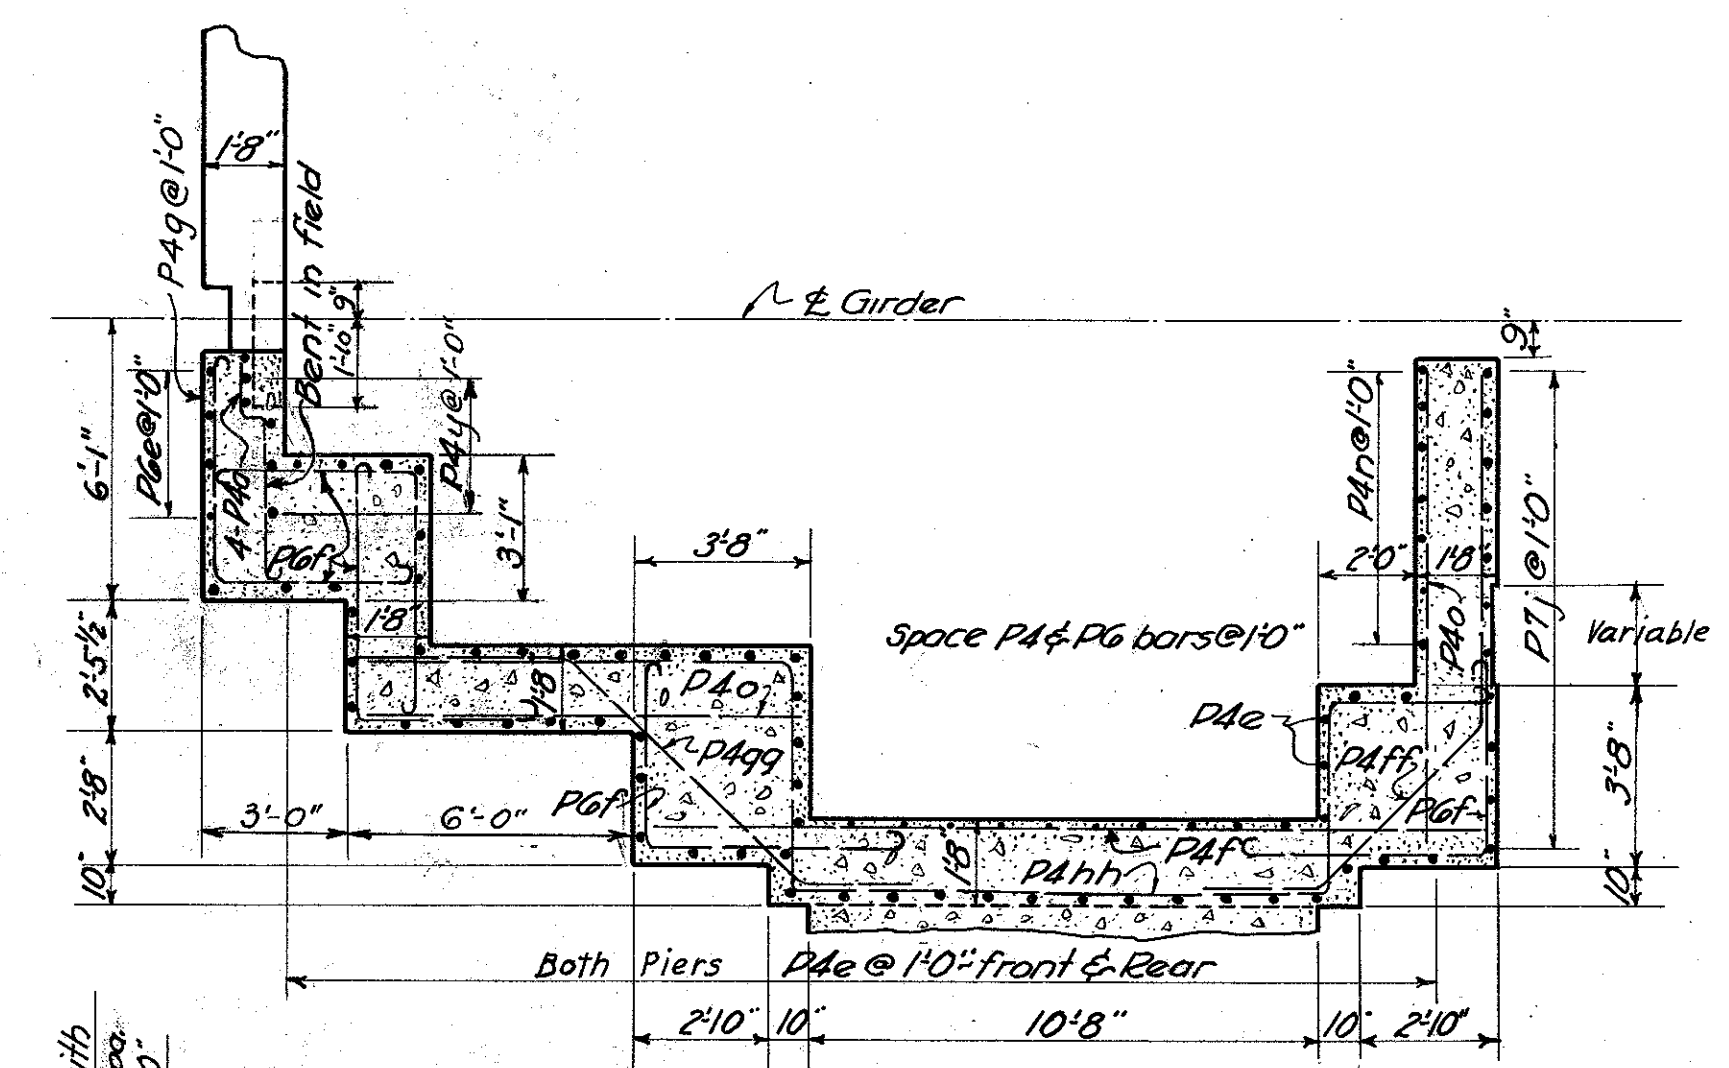 1'-8"
P4g @ 1'-0"
Bent in field
9"
1'-10"
℄ Girder
9"
P6e@1'-0"
6'-1"
4-P4o
P6f
P4y@1'-0"
3'-1"
P4n@1'-0"
P7j @ 1'-0"
3'-8"
2'-0"
1'-8"
1'-8"
Space P4 & P6 bars @ 1'-0"
Variable
P4o
2'-5½"
1'-8
P4o
P4e
P4gg
P4ff
3'-8"
2'-8"
3'-0"
6'-0"
P6f
P6f
1'-8"
P4f
P4hh
10"
10"
Both Piers P4e @ 1'-0" front & Rear
2'-10"
10"
10'-8"
10"
2'-10"
ith
0"